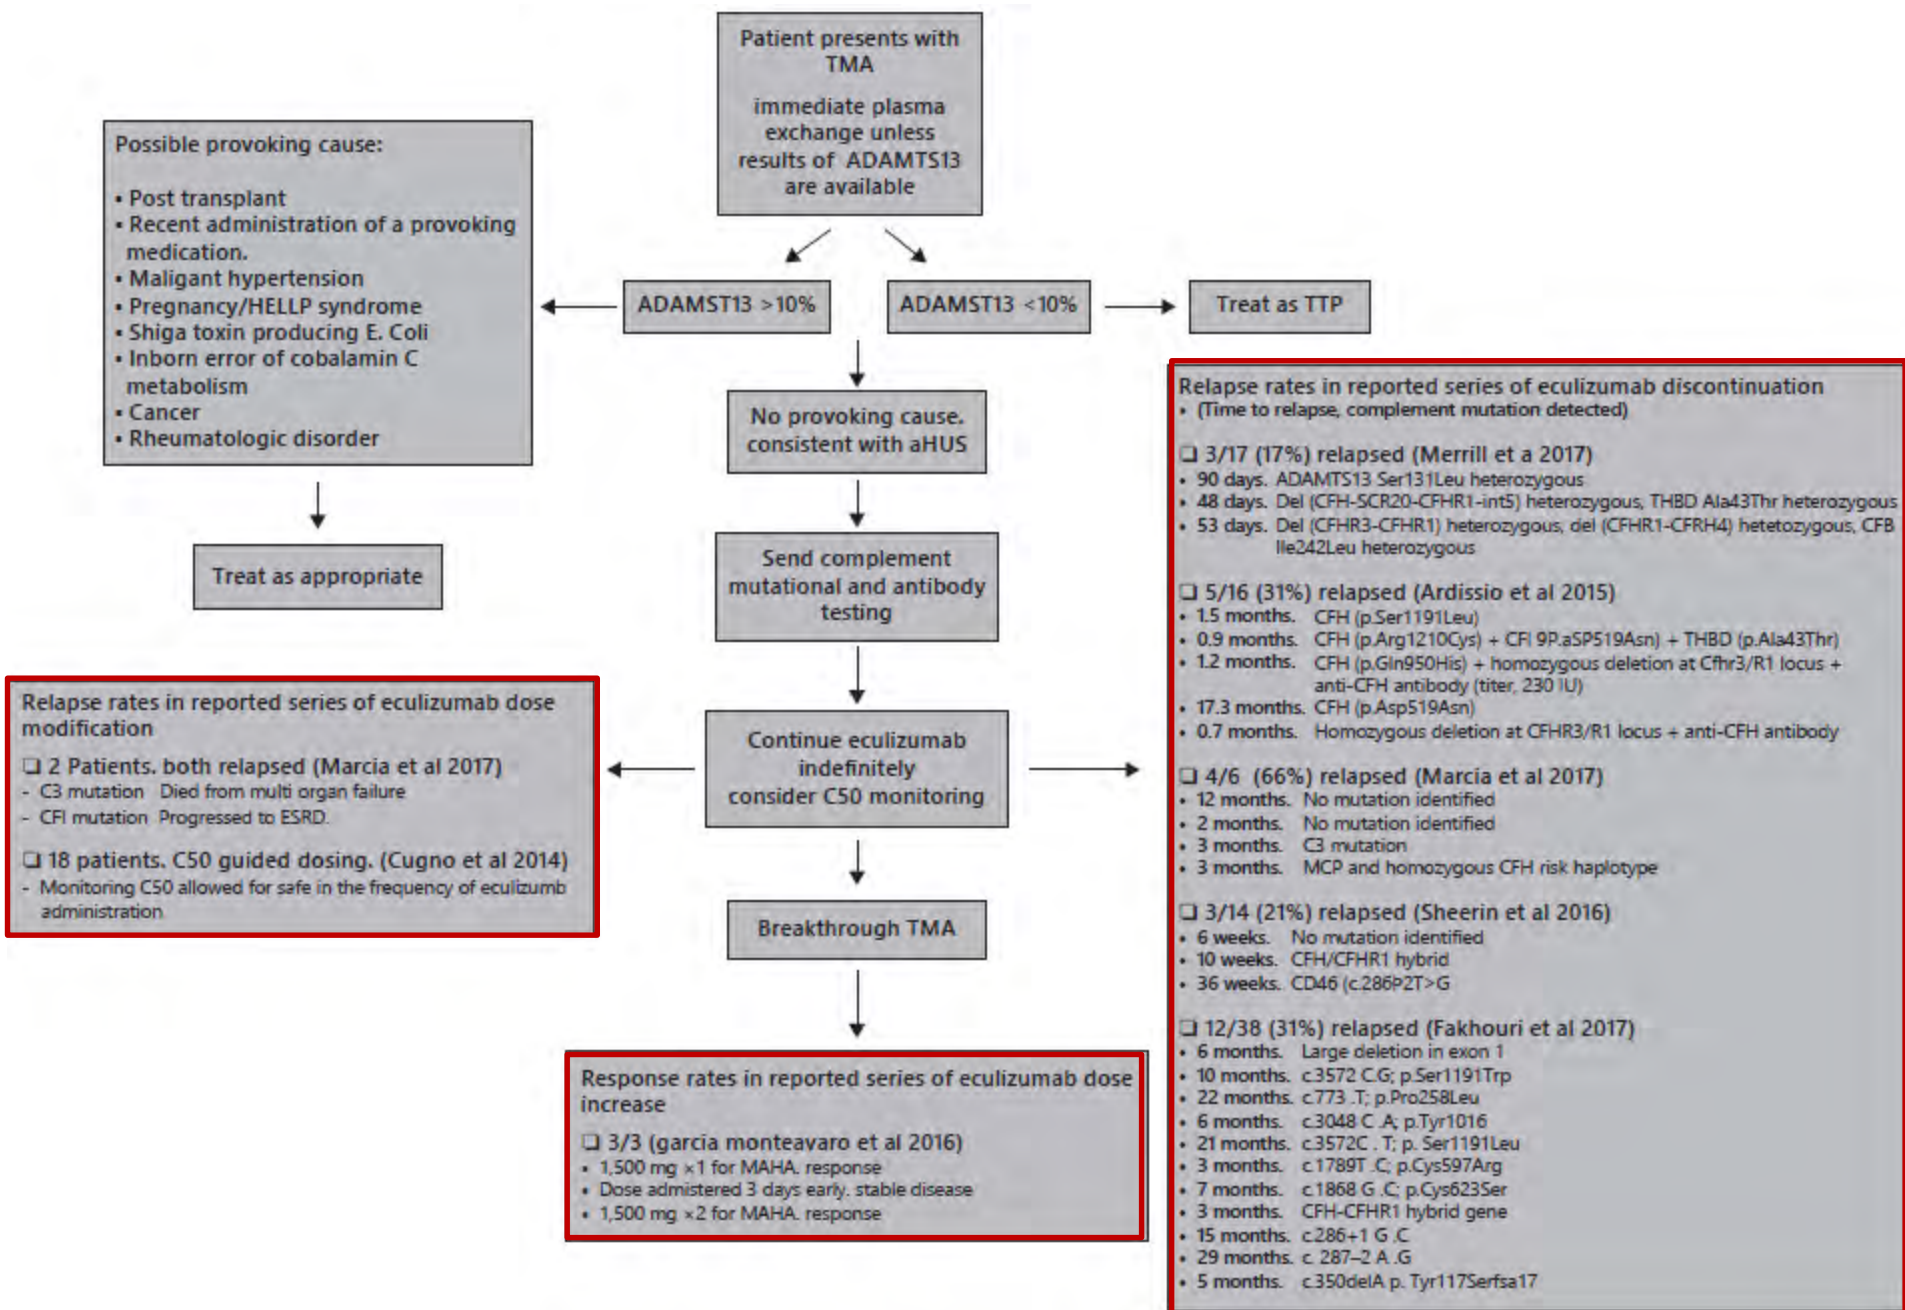 Patient presents with
TMA
immediate plasma
exchange unless
results of ADAMTS13
are available
Possible provoking cause:
▪ Post transplant
▪ Recent administration of a provoking
medication.
▪ Maligant hypertension
▪ Pregnancy/HELLP syndrome
▪ Shiga toxin producing E. Coli
▪ Inborn error of cobalamin C
metabolism
▪ Cancer
▪ Rheumatologic disorder
ADAMST13 >10%
ADAMST13 <10%
Treat as TTP
Treat as appropriate
No provoking cause.
consistent with aHUS
Send complement
mutational and antibody
testing
Continue eculizumab
indefinitely
consider C50 monitoring
Breakthrough TMA
Relapse rates in reported series of eculizumab dose
modification
❏ 2 Patients. both relapsed (Marcia et al 2017)
- C3 mutation Died from multi organ failure
- CFI mutation Progressed to ESRD.
❏ 18 patients. C50 guided dosing. (Cugno et al 2014)
- Monitoring C50 allowed for safe in the frequency of eculizumb
administration
Response rates in reported series of eculizumab dose
increase
❏ 3/3 (garcia monteavaro et al 2016)
• 1,500 mg ×1 for MAHA. response
• Dose admistered 3 days early. stable disease
• 1,500 mg ×2 for MAHA. response
Relapse rates in reported series of eculizumab discontinuation
• (Time to relapse, complement mutation detected)
❏ 3/17 (17%) relapsed (Merrill et a 2017)
• 90 days. ADAMTS13 Ser131Leu heterozygous
• 48 days. Del (CFH-SCR20-CFHR1-int5) heterozygous, THBD Ala43Thr heterozygous
• 53 days. Del (CFHR3-CFHR1) heterozygous, del (CFHR1-CFRH4) hetetozygous, CFB
Ile242Leu heterozygous
❏ 5/16 (31%) relapsed (Ardissio et al 2015)
• 1.5 months. CFH (p.Ser1191Leu)
• 0.9 months. CFH (p.Arg1210Cys) + CFI 9P.aSP519Asn) + THBD (p.Ala43Thr)
• 1.2 months. CFH (p.Gln950His) + homozygous deletion at Cfhr3/R1 locus +
anti-CFH antibody (titer, 230 IU)
• 17.3 months. CFH (p.Asp519Asn)
• 0.7 months. Homozygous deletion at CFHR3/R1 locus + anti-CFH antibody
❏ 4/6 (66%) relapsed (Marcia et al 2017)
• 12 months. No mutation identified
• 2 months. No mutation identified
• 3 months. C3 mutation
• 3 months. MCP and homozygous CFH risk haplotype
❏ 3/14 (21%) relapsed (Sheerin et al 2016)
• 6 weeks. No mutation identified
• 10 weeks. CFH/CFHR1 hybrid
• 36 weeks. CD46 (c.286P2T>G
❏ 12/38 (31%) relapsed (Fakhouri et al 2017)
• 6 months. Large deletion in exon 1
• 10 months. c.3572 C.G; p.Ser1191Trp
• 22 months. c.773 .T; p.Pro258Leu
• 6 months. c.3048 C .A; p.Tyr1016
• 21 months. c.3572C . T; p. Ser1191Leu
• 3 months. c.1789T .C; p.Cys597Arg
• 7 months. c.1868 G .C; p.Cys623Ser
• 3 months. CFH-CFHR1 hybrid gene
• 15 months. c.286+1 G .C
• 29 months. c. 287–2 A .G
• 5 months. c.350delA p. Tyr117Serfsa17